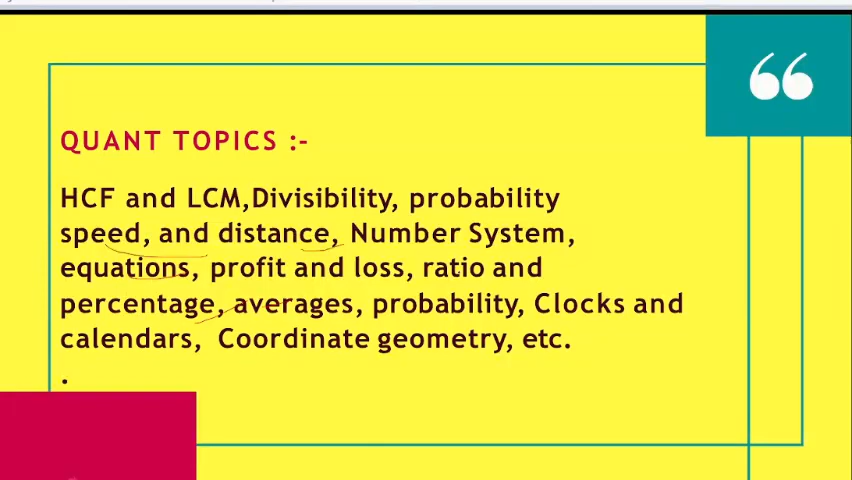 QUANT TOPICS :-
HCF and LCM,Divisibility, probability
speed, and distance, Number System,
equations, profit and loss, ratio and
percentage, averages, probability, Clocks and
calendars, Coordinate geometry, etc.
.